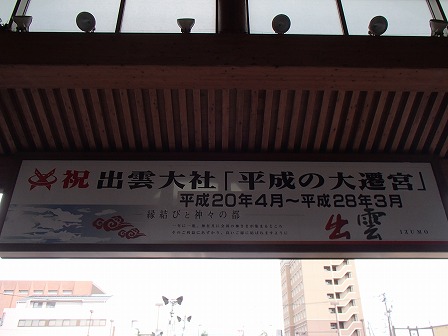 祝 出雲大社「平成の大遷宮」
平成20年4月～平成28年3月
縁結びと神々の都
出雲
IZUMO